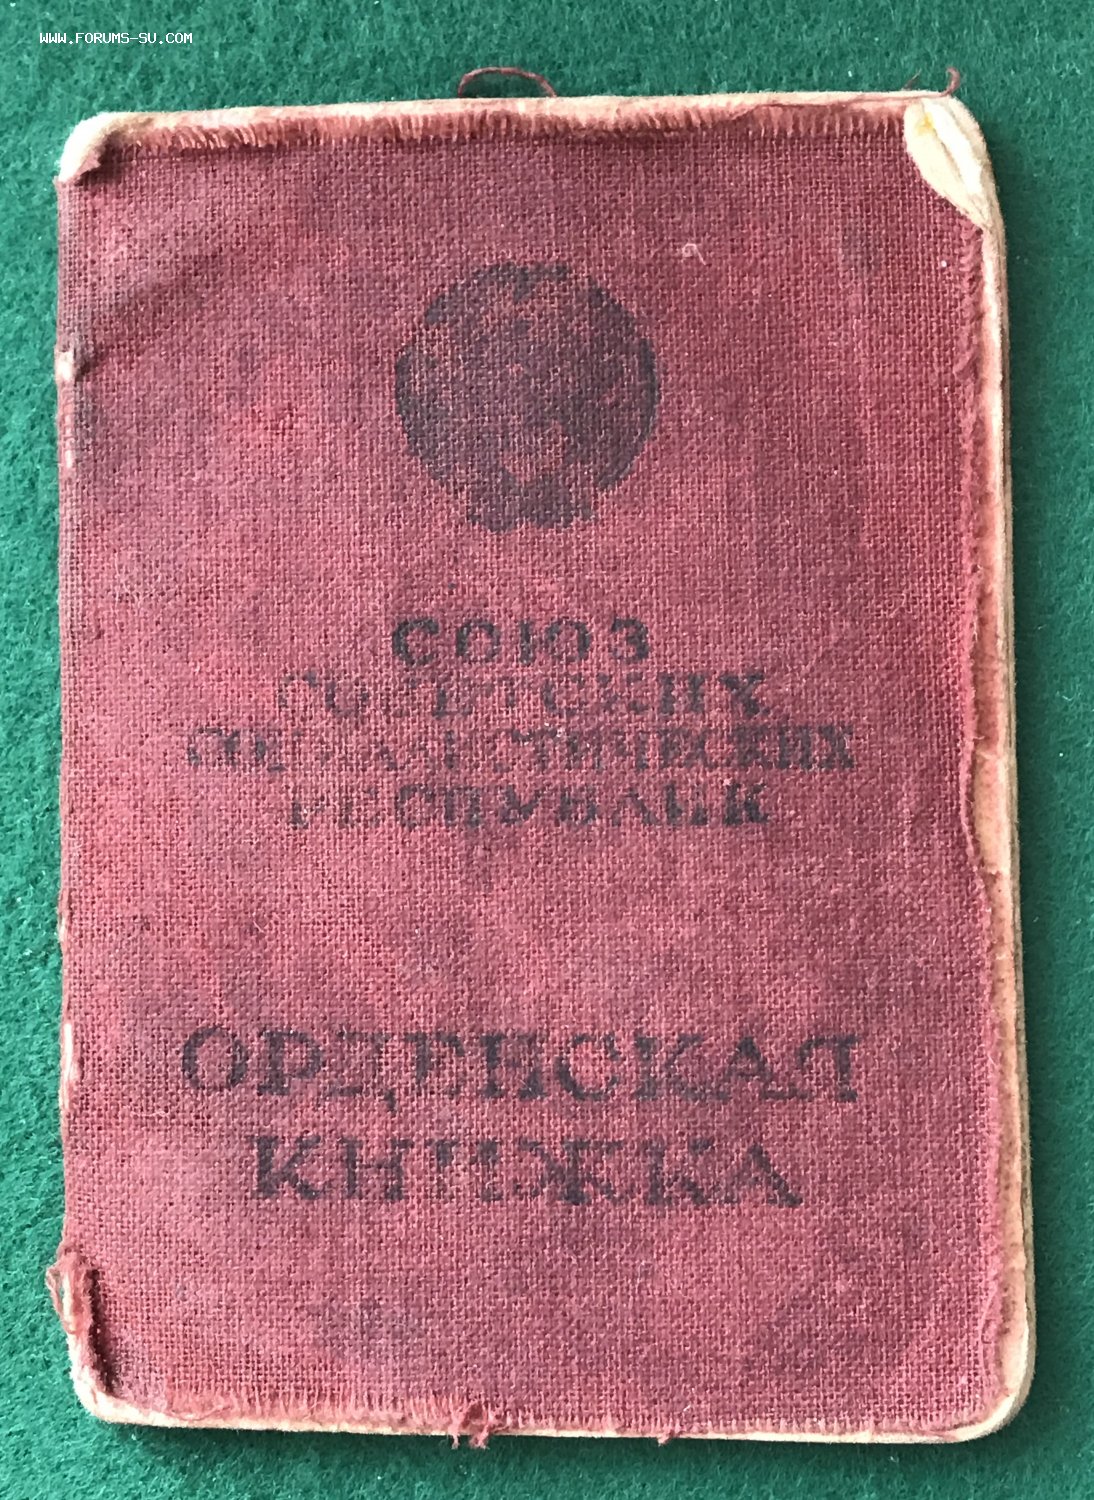 WWW.FORUMS-SU.COM
СОЮЗ
СОВЕТСКИХ
СОЦИАЛИСТИЧЕСКИХ
РЕСПУБЛИК
ОРДЕНСКАЯ
КНИЖКА